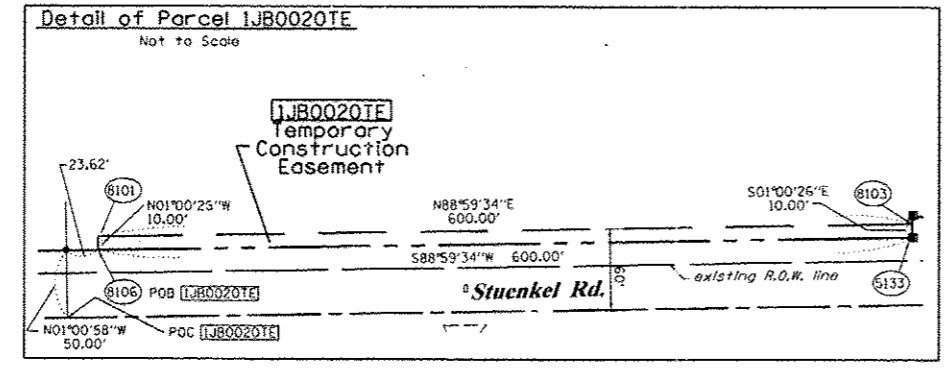 Detail of Parcel 1JB0020TE
Not to Scale
1JB0020TE
Temporary
Construction
Easement
23.62'
8101
N01°00'25"W
10.00'
N88°59'34"E
600.00'
S01°00'26"E
10.00'
8103
S88°59'34"W 600.00'
60'
existing R.O.W. line
8106 POB 1JB0020TE
Stuenkel Rd.
5133
N01°00'58"W
50.00'
POC 1JB0020TE